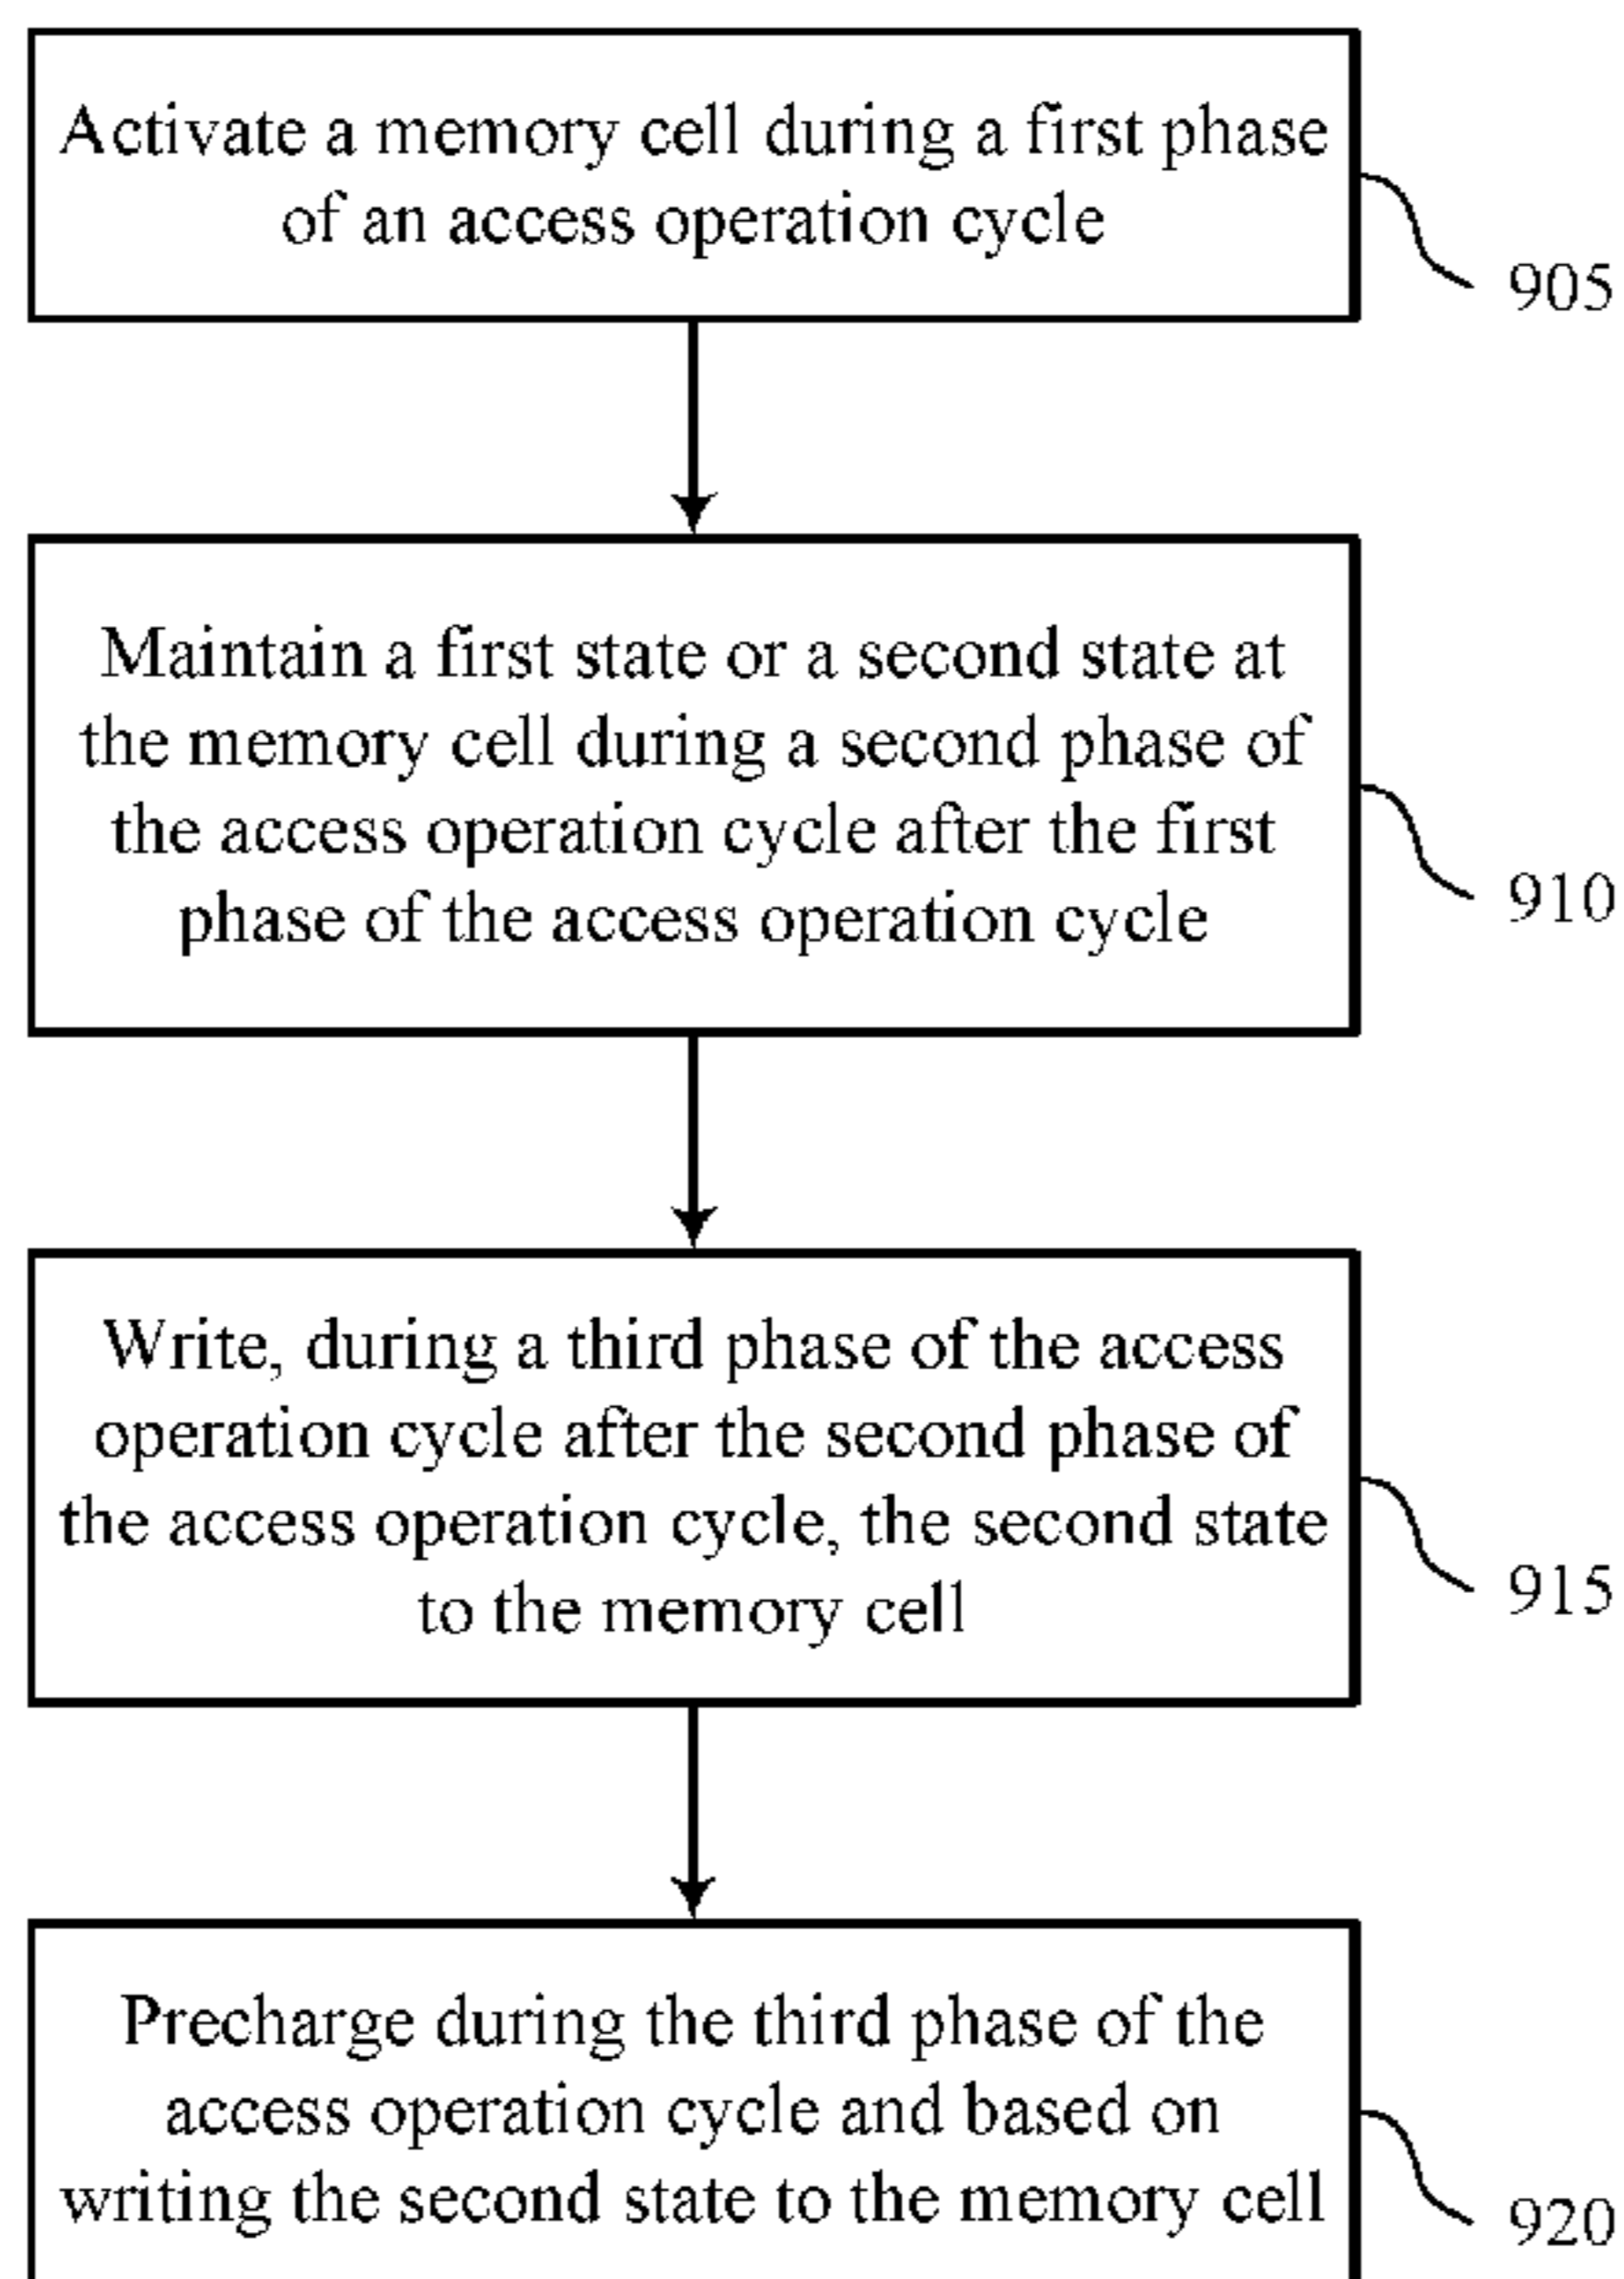 Activate a memory cell during a first phase
of an access operation cycle
905
Maintain a first state or a second state at
the memory cell during a second phase of
the access operation cycle after the first
phase of the access operation cycle
910
Write, during a third phase of the access
operation cycle after the second phase of
the access operation cycle, the second state
to the memory cell
915
Precharge during the third phase of the
access operation cycle and based on
writing the second state to the memory cell
920